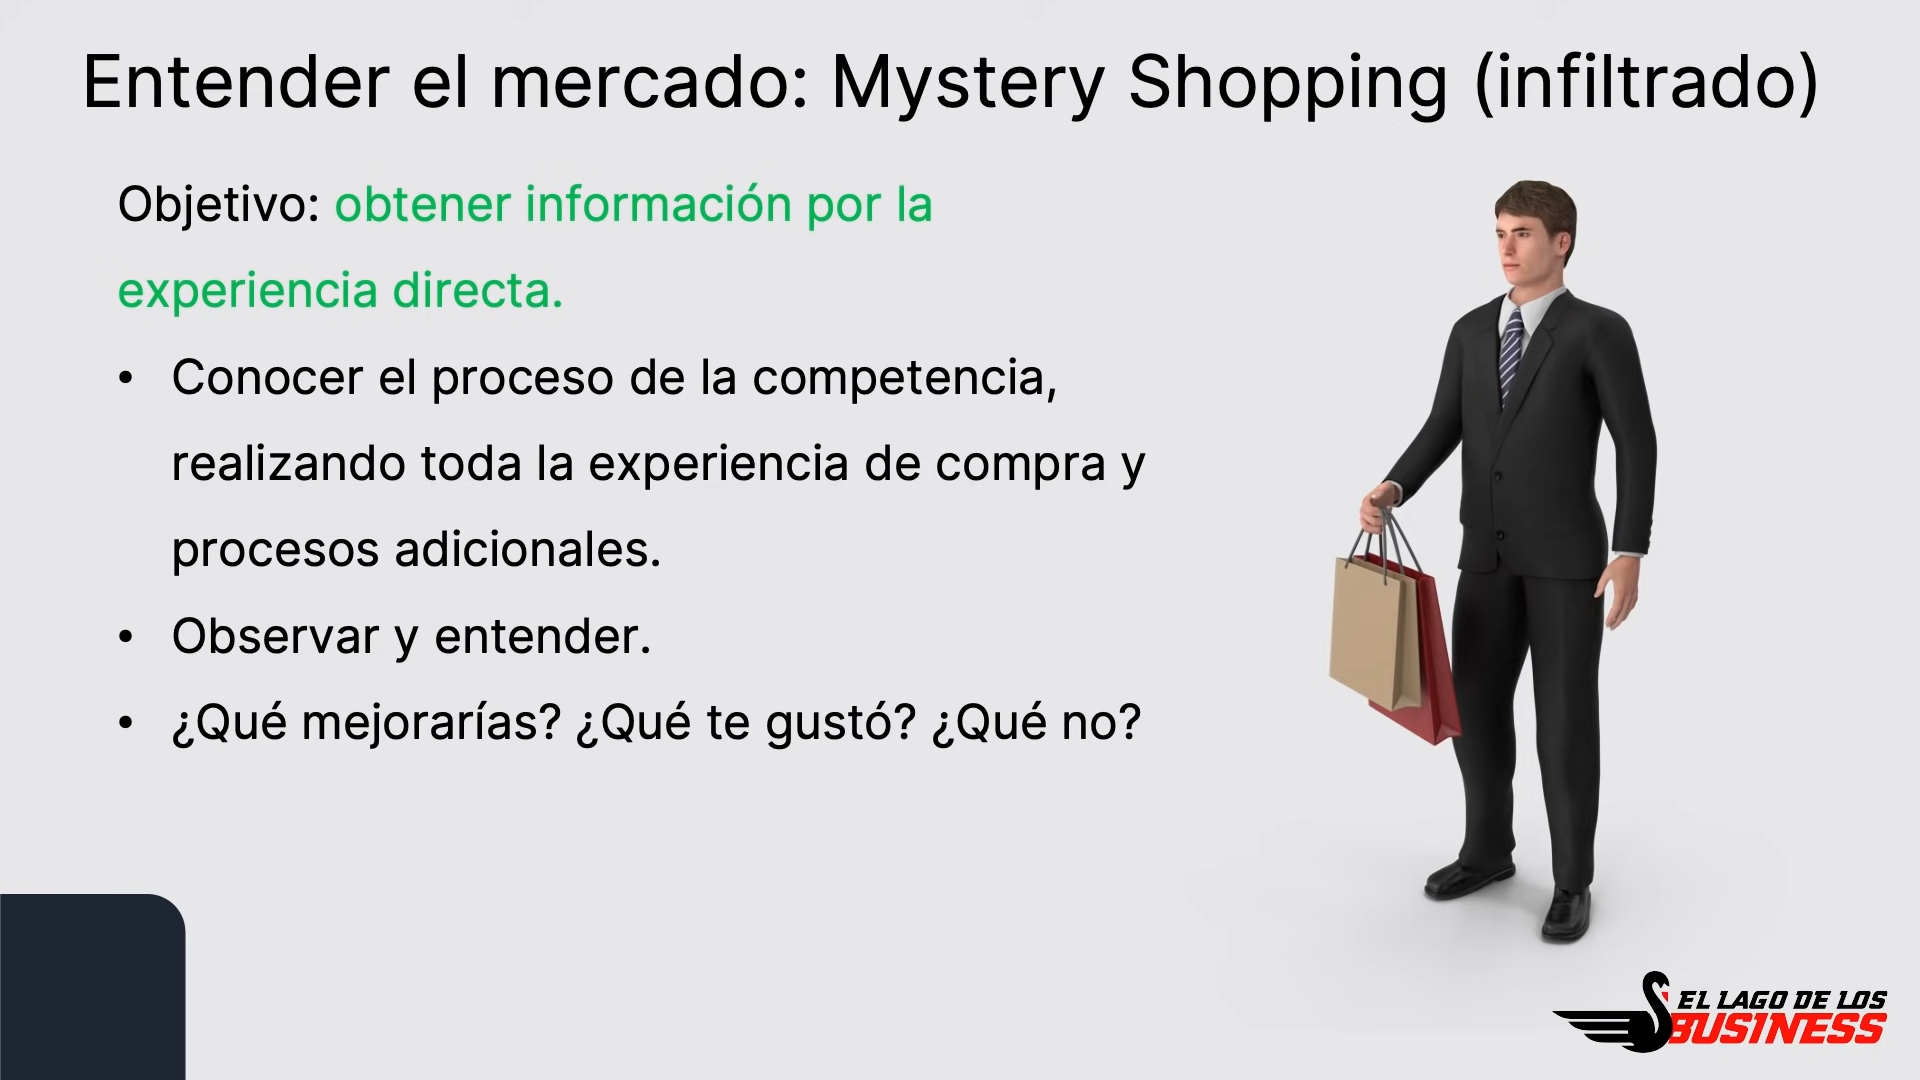 Entender el mercado: Mystery Shopping (infiltrado)
Objetivo: obtener información por la
experiencia directa.
• Conocer el proceso de la competencia,
realizando toda la experiencia de compra y
procesos adicionales.
• Observar y entender.
• ¿Qué mejorarías? ¿Qué te gustó? ¿Qué no?
EL LAGO DE LOS
BUSINESS